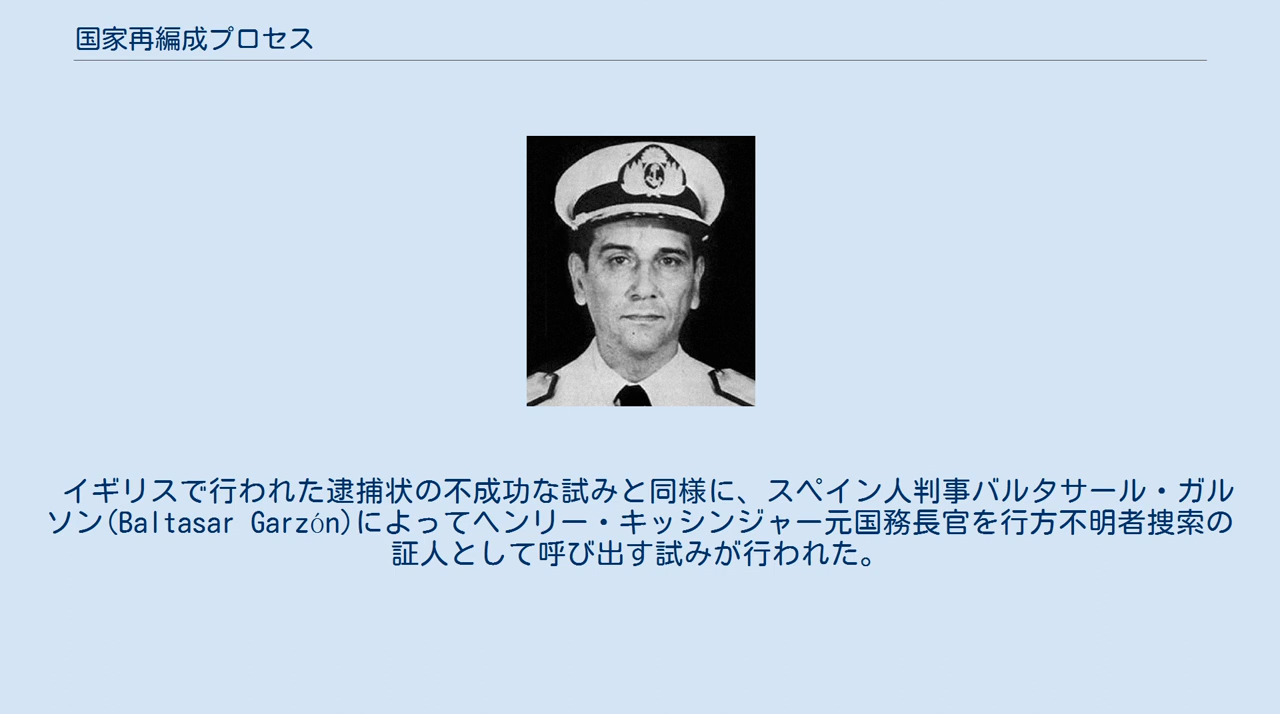 国家再編成プロセス
イギリスで行われた逮捕状の不成功な試みと同様に、スペイン人判事バルタサール・ガル
ソン(Baltasar Garzón)によってヘンリー・キッシンジャー元国務長官を行方不明者捜索の
証人として呼び出す試みが行われた。